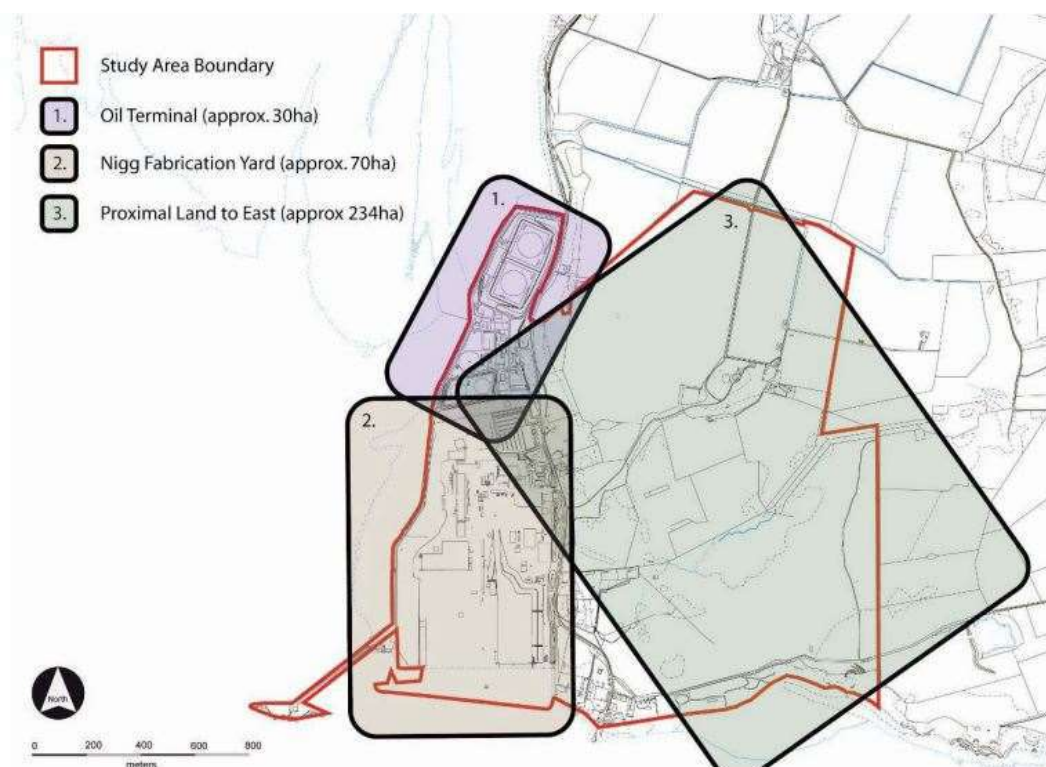 Study Area Boundary
1. Oil Terminal (approx. 30ha)
2. Nigg Fabrication Yard (approx. 70ha)
3. Proximal Land to East (approx 234ha)
1.
3.
2.
North
0 200 400 600 800
meters